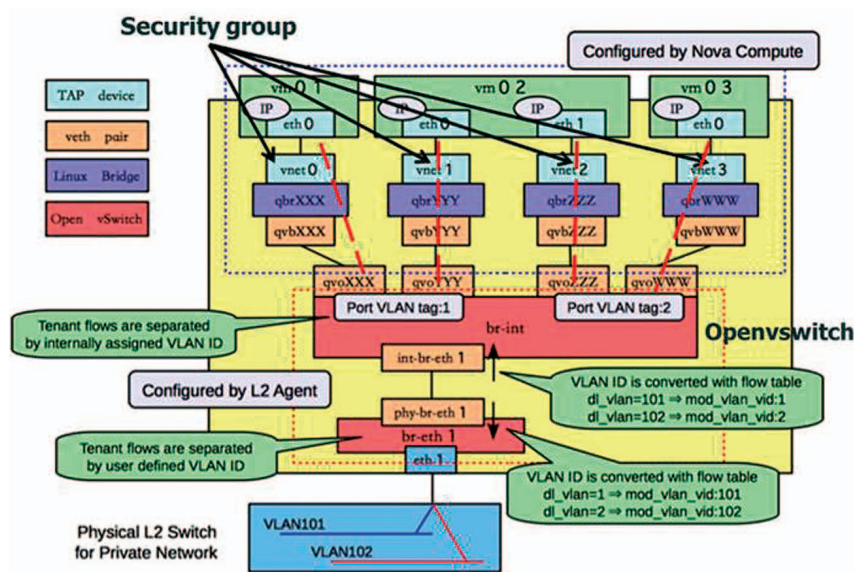 Security group
Configured by Nova Compute
TAP device
veth pair
Linux Bridge
Open vSwitch
vm 0 1
vm 0 2
vm 0 3
IP
IP
IP
IP
eth 0
eth 0
eth 1
eth 0
vnet 0
vnet 1
vnet 2
vnet 3
qbrXXX
qbrYYY
qbrZZZ
qbrWWW
qvbXXX
qvbYYY
qvbZZZ
qvbWWW
qvoXXX
qvoYYY
qvoZZZ
qvoWWW
Port VLAN tag:1
Port VLAN tag:2
br-int
Openvswitch
Tenant flows are separated
by internally assigned VLAN ID
int-br-eth 1
Configured by L2 Agent
VLAN ID is converted with flow table
dl_vlan=101 ⇒ mod_vlan_vid:1
dl_vlan=102 ⇒ mod_vlan_vid:2
phy-br-eth 1
br-eth 1
Tenant flows are separated
by user defined VLAN ID
eth 1
VLAN ID is converted with flow table
dl_vlan=1 ⇒ mod_vlan_vid:101
dl_vlan=2 ⇒ mod_vlan_vid:102
Physical L2 Switch
for Private Network
VLAN101
VLAN102